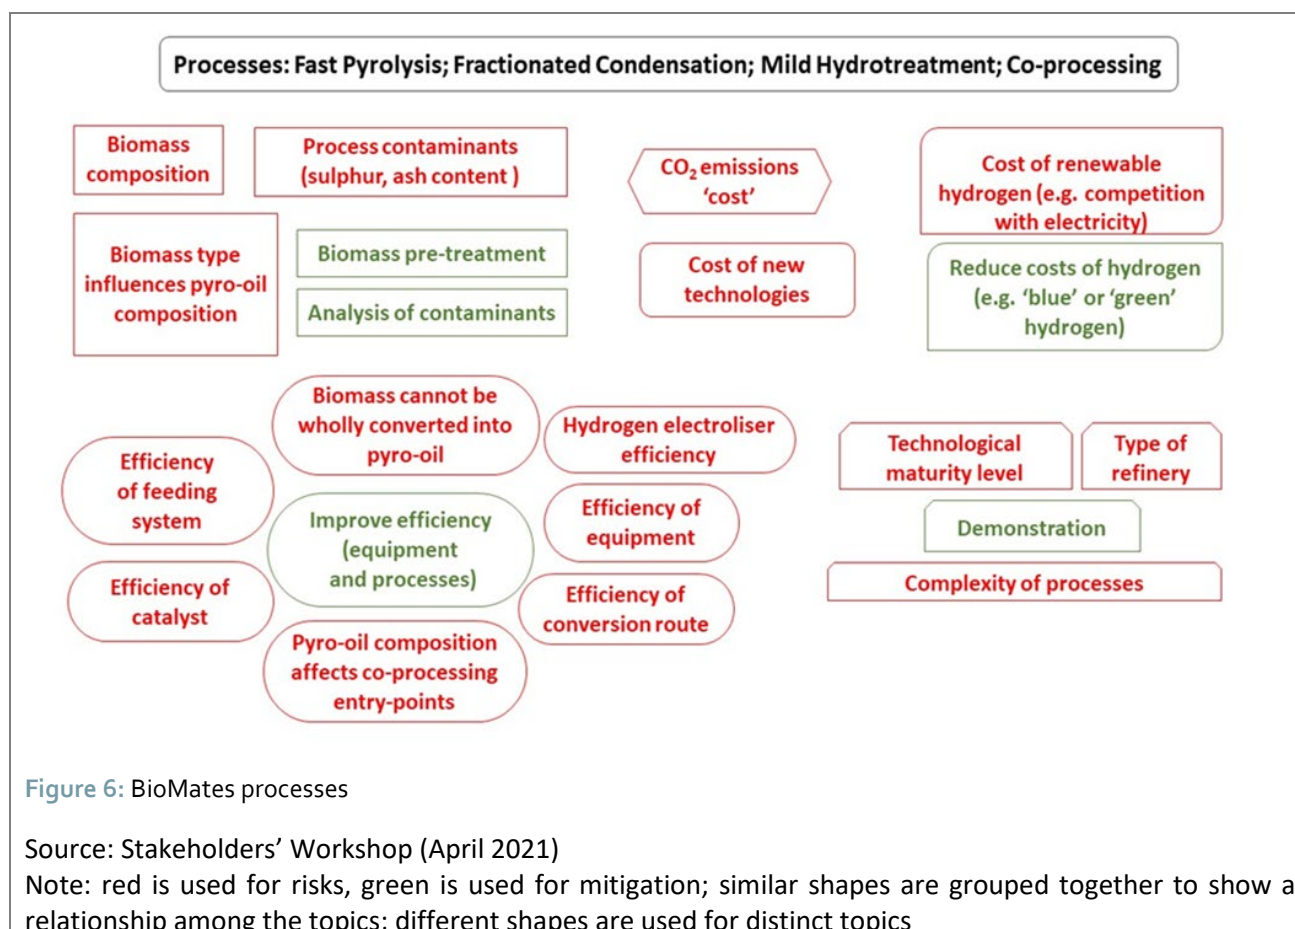 Processes: Fast Pyrolysis; Fractionated Condensation; Mild Hydrotreatment; Co-processing
Biomass
composition
Process contaminants
(sulphur, ash content )
CO₂ emissions
‘cost’
Cost of renewable
hydrogen (e.g. competition
with electricity)
Biomass type
influences pyro-oil
composition
Biomass pre-treatment
Analysis of contaminants
Cost of new
technologies
Reduce costs of hydrogen
(e.g. ‘blue’ or ‘green’
hydrogen)
Biomass cannot be
wholly converted into
pyro-oil
Hydrogen electroliser
efficiency
Technological
maturity level
Type of
refinery
Efficiency
of feeding
system
Improve efficiency
(equipment
and processes)
Efficiency of
equipment
Demonstration
Efficiency of
catalyst
Efficiency of
conversion route
Complexity of processes
Pyro-oil composition
affects co-processing
entry-points
Figure 6: BioMates processes
Source: Stakeholders’ Workshop (April 2021)
Note: red is used for risks, green is used for mitigation; similar shapes are grouped together to show a
relationship among the topics; different shapes are used for distinct topics